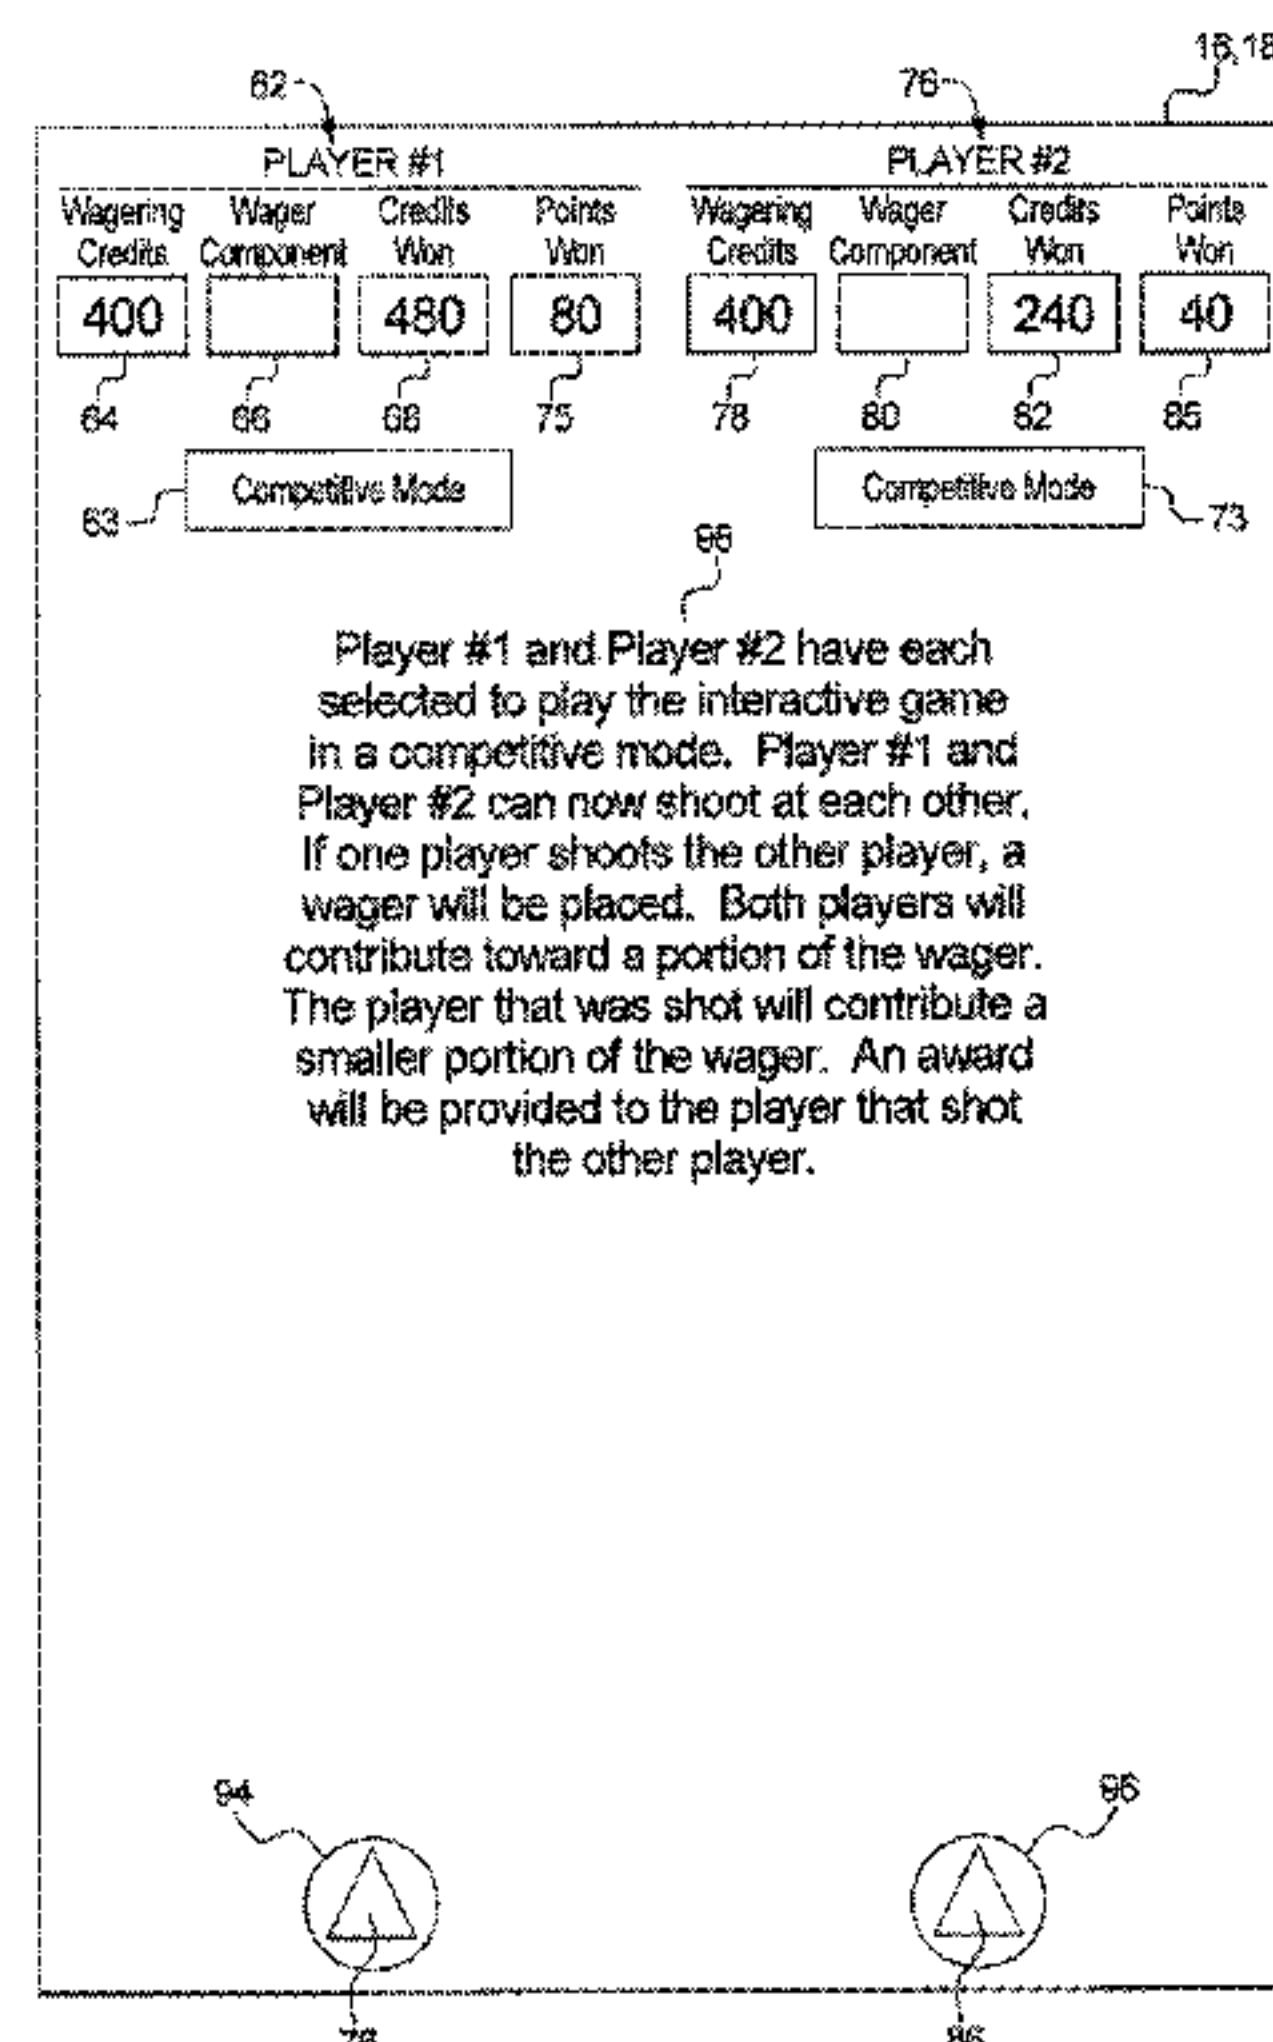 62
76
16,18
PLAYER #1
PLAYER #2
Wagering Credits
Wager Component
Credits Won
Points Won
Wagering Credits
Wager Component
Credits Won
Points Won
400
480
80
400
240
40
64
66
68
75
78
80
82
85
Competitive Mode
Competitive Mode
63
73
Player #1 and Player #2 have each
selected to play the interactive game
in a competitive mode. Player #1 and
Player #2 can now shoot at each other.
If one player shoots the other player, a
wager will be placed. Both players will
contribute toward a portion of the wager.
The player that was shot will contribute a
smaller portion of the wager. An award
will be provided to the player that shot
the other player.
94
96
86